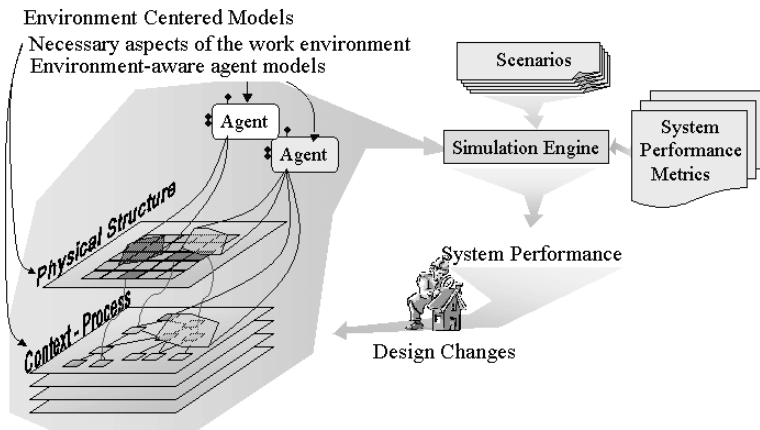 Environment Centered Models
Necessary aspects of the work environment
Environment-aware agent models
Agent
Agent
Physical Structure
Context - Process
Scenarios
Simulation Engine
System
Performance
Metrics
System Performance
Design Changes